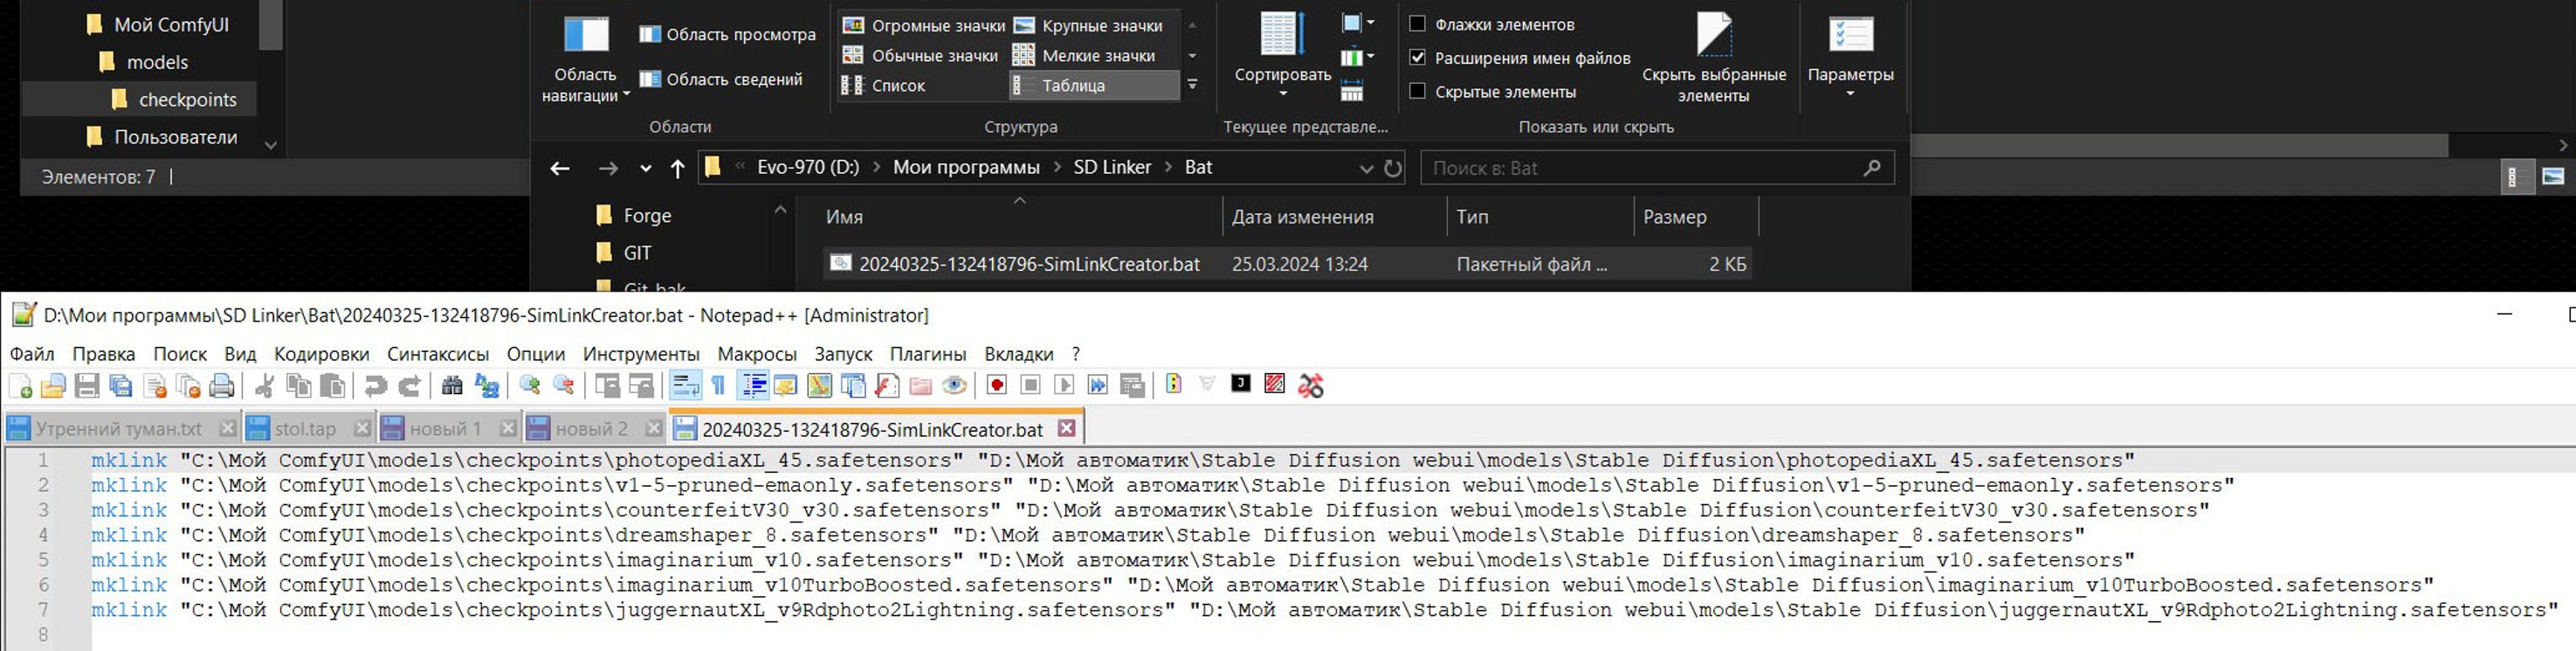 Мой ComfyUI
models
checkpoints
Пользователи
Элементов: 7
Область навигации
Область просмотра
Область сведений
Области
Огромные значки
Крупные значки
Обычные значки
Мелкие значки
Список
Таблица
Структура
Сортировать
Текущее представле...
Флажки элементов
Расширения имен файлов
Скрытые элементы
Скрыть выбранные
элементы
Показать или скрыть
Параметры
« Evo-970 (D:) > Мои программы > SD Linker > Bat
Поиск в: Bat
Forge
GIT
Git-bak
Имя
Дата изменения
Тип
Размер
20240325-132418796-SimLinkCreator.bat
25.03.2024 13:24
Пакетный файл ...
2 КБ
D:\Мои программы\SD Linker\Bat\20240325-132418796-SimLinkCreator.bat - Notepad++ [Administrator]
Файл Правка Поиск Вид Кодировки Синтаксисы Опции Инструменты Макросы Запуск Плагины Вкладки ?
Утренний туман.txt
stol.tap
новый 1
новый 2
20240325-132418796-SimLinkCreator.bat
1 mklink "C:\Мой ComfyUI\models\checkpoints\photopediaXL_45.safetensors" "D:\Мой автоматик\Stable Diffusion webui\models\Stable Diffusion\photopediaXL_45.safetensors"
2 mklink "C:\Мой ComfyUI\models\checkpoints\v1-5-pruned-emaonly.safetensors" "D:\Мой автоматик\Stable Diffusion webui\models\Stable Diffusion\v1-5-pruned-emaonly.safetensors"
3 mklink "C:\Мой ComfyUI\models\checkpoints\counterfeitV30_v30.safetensors" "D:\Мой автоматик\Stable Diffusion webui\models\Stable Diffusion\counterfeitV30_v30.safetensors"
4 mklink "C:\Мой ComfyUI\models\checkpoints\dreamshaper_8.safetensors" "D:\Мой автоматик\Stable Diffusion webui\models\Stable Diffusion\dreamshaper_8.safetensors"
5 mklink "C:\Мой ComfyUI\models\checkpoints\imaginarium_v10.safetensors" "D:\Мой автоматик\Stable Diffusion webui\models\Stable Diffusion\imaginarium_v10.safetensors"
6 mklink "C:\Мой ComfyUI\models\checkpoints\imaginarium_v10TurboBoosted.safetensors" "D:\Мой автоматик\Stable Diffusion webui\models\Stable Diffusion\imaginarium_v10TurboBoosted.safetensors"
7 mklink "C:\Мой ComfyUI\models\checkpoints\juggernautXL_v9Rdphoto2Lightning.safetensors" "D:\Мой автоматик\Stable Diffusion webui\models\Stable Diffusion\juggernautXL_v9Rdphoto2Lightning.safetensors"
8